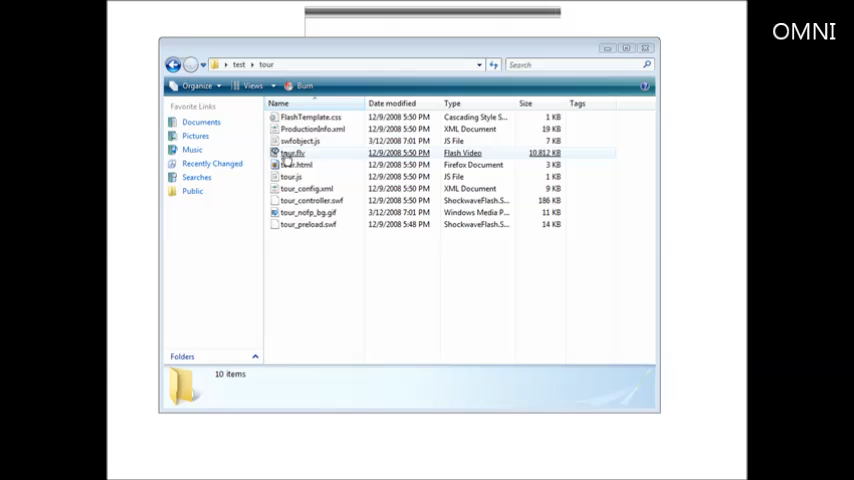 OMNI
test ▸ tour
Search
Organize Views Burn
Favorite Links
Documents
Pictures
Music
Recently Changed
Searches
Public
Folders
Name Date modified Type Size Tags
FlashTemplate.css 12/9/2008 5:50 PM Cascading Style S... 1 KB
ProductionInfo.xml 12/9/2008 5:50 PM XML Document 19 KB
swfobject.js 3/12/2008 7:01 PM JS File 7 KB
tour.flv 12/9/2008 5:50 PM Flash Video 10,812 KB
tour.html 12/9/2008 5:50 PM Firefox Document 3 KB
tour.js 12/9/2008 5:50 PM JS File 1 KB
tour_config.xml 12/9/2008 5:50 PM XML Document 9 KB
tour_controller.swf 12/9/2008 5:50 PM ShockwaveFlash.S... 186 KB
tour_nofp_bg.gif 3/12/2008 7:01 PM Windows Media P... 11 KB
tour_preload.swf 12/9/2008 5:48 PM ShockwaveFlash.S... 14 KB
10 items